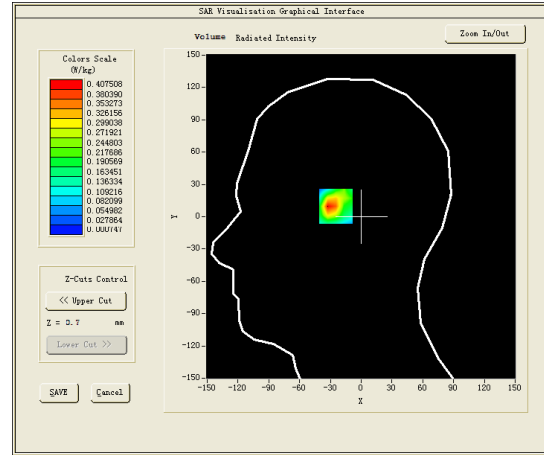 SAR Visualisation Graphical Interface
Volume Radiated Intensity
Zoom In/Out
Colors Scale
(W/kg)
0.407508
0.380390
0.353273
0.326156
0.299038
0.271921
0.244803
0.217686
0.190569
0.163451
0.136334
0.109216
0.082099
0.054982
0.027864
0.000747
Z-Cuts Control
<< Upper Cut
Z = 0.7 mm
Lower Cut >>
SAVE
Cancel
150
120
90
60
30
0
-30
-60
-90
-120
-150
Y
-150 -120 -90 -60 -30 0 30 60 90 120 150
X